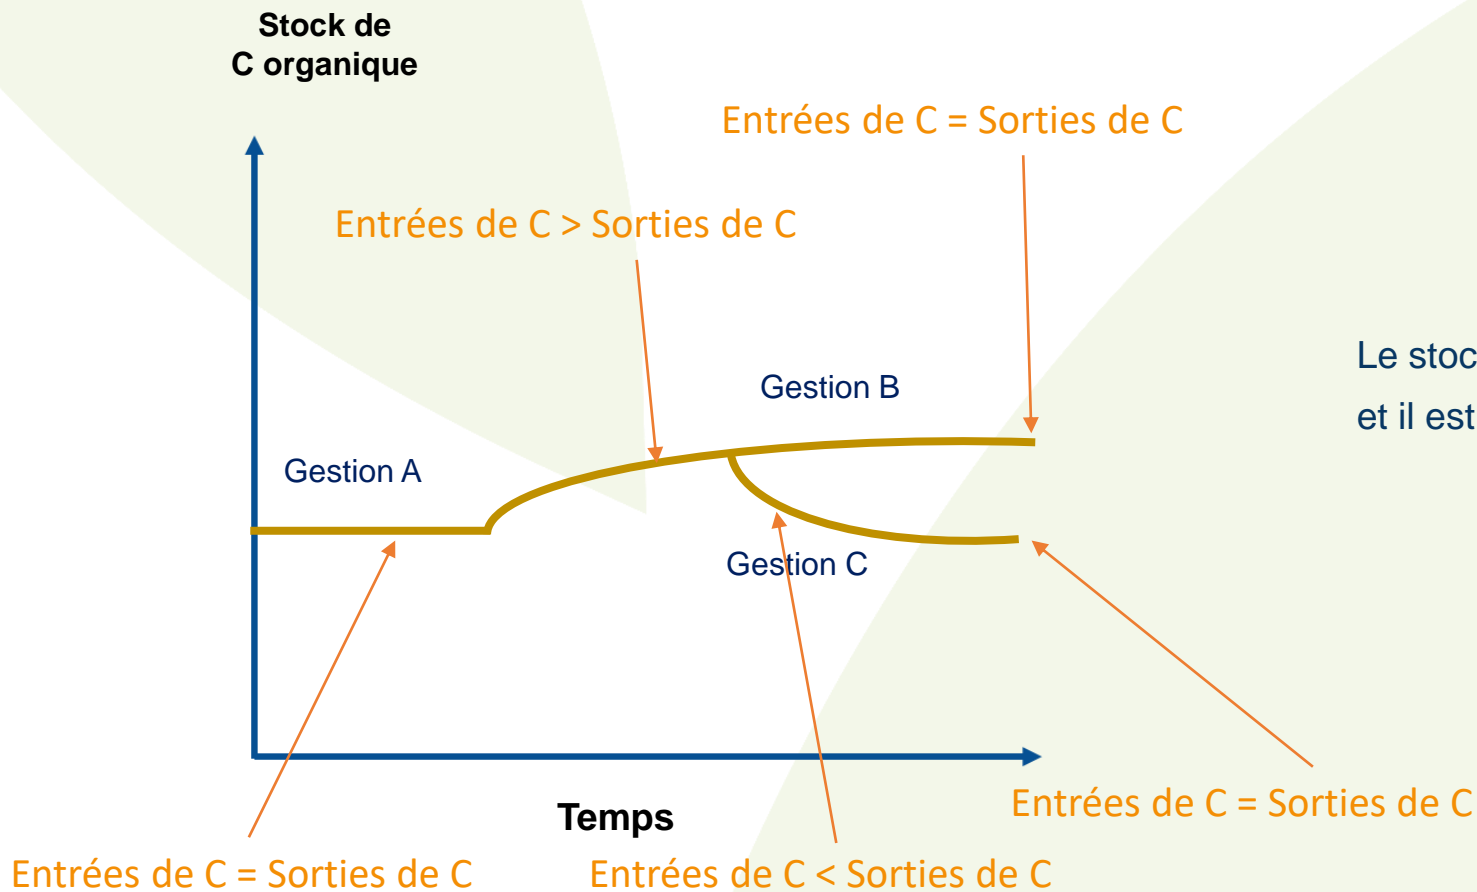 Stock de
C organique
Entrées de C = Sorties de C
Entrées de C > Sorties de C
Le
et il est
Gestion B
Gestion A
Gestion C
Entrées de C = Sorties de C
Temps
Entrées de C = Sorties de C
Entrées de C < Sorties de C